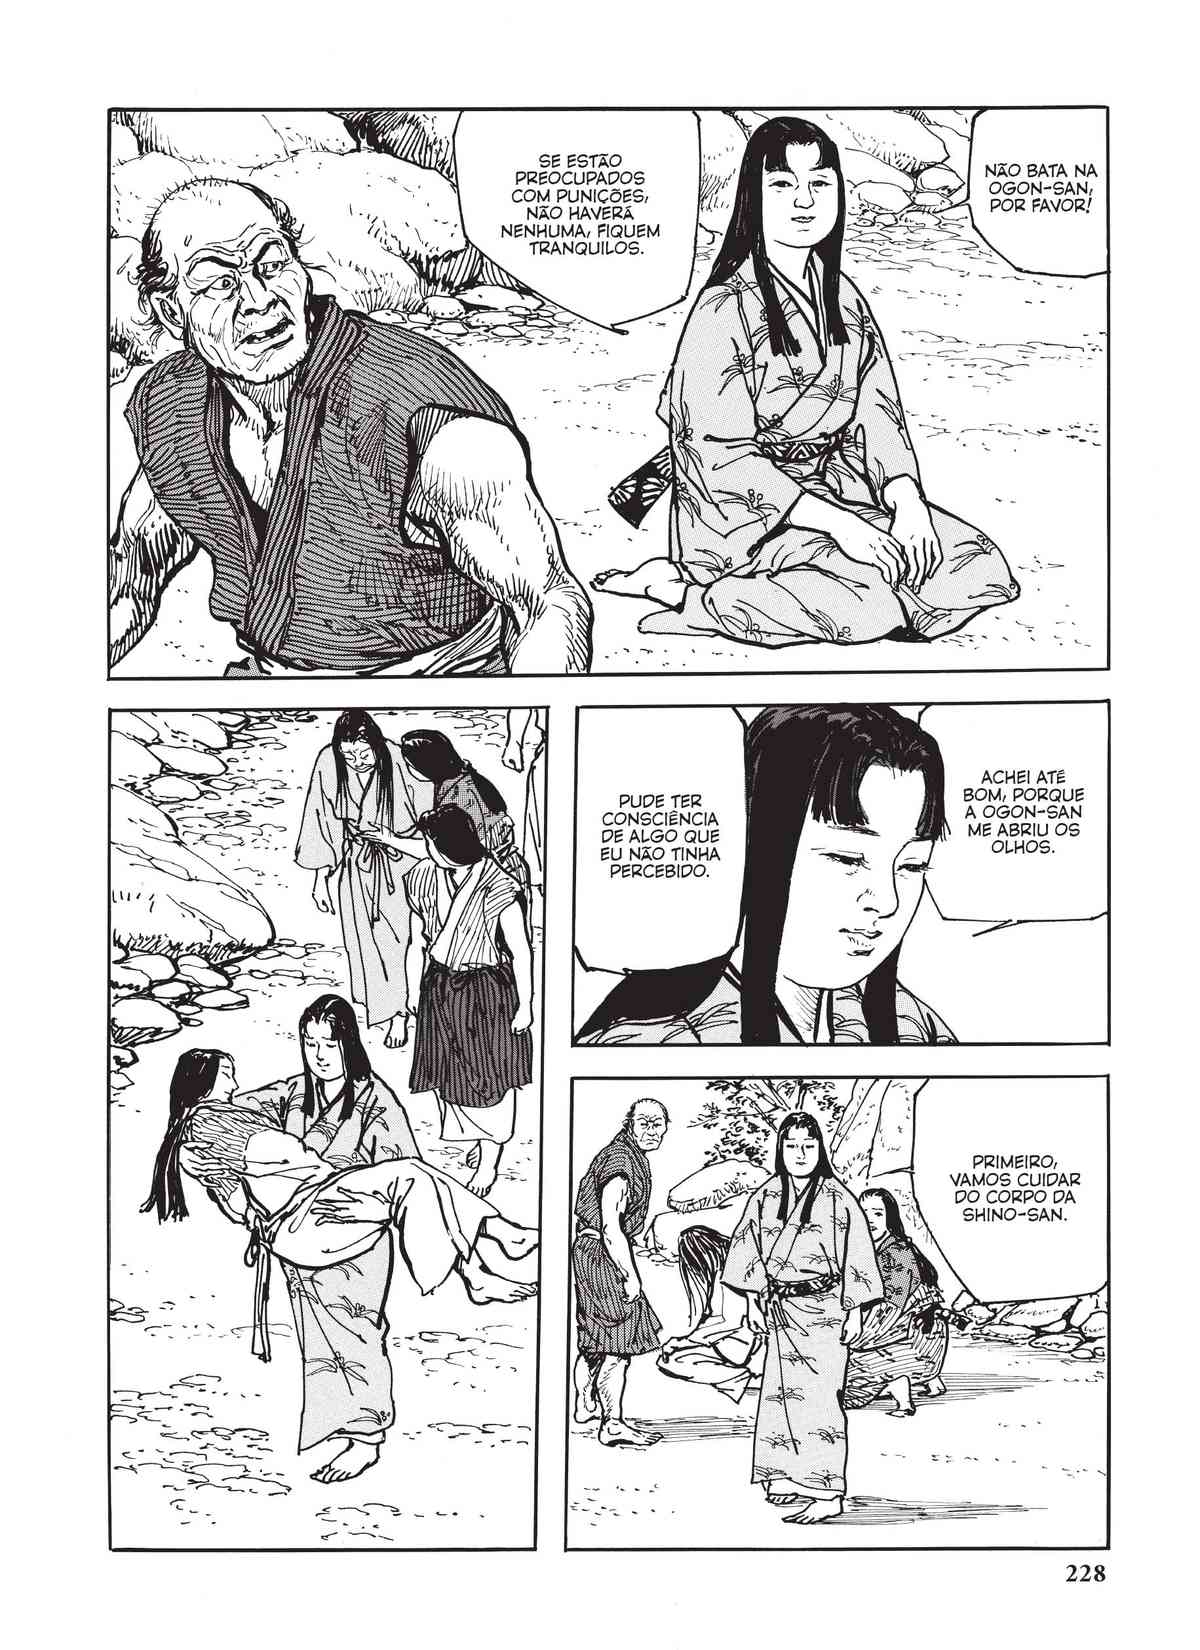 NÃO BATA NA
OGON-SAN,
POR FAVOR!
SE ESTÃO
PREOCUPADOS
COM PUNIÇÕES,
NÃO HAVERÁ
NENHUMA, FIQUEM
TRANQUILOS.
ACHEI ATÉ
BOM, PORQUE
A OGON-SAN
ME ABRIU OS
OLHOS.
PUDE TER
CONSCIÊNCIA
DE ALGO QUE
EU NÃO TINHA
PERCEBIDO.
PRIMEIRO,
VAMOS CUIDAR
DO CORPO DA
SHINO-SAN.
228